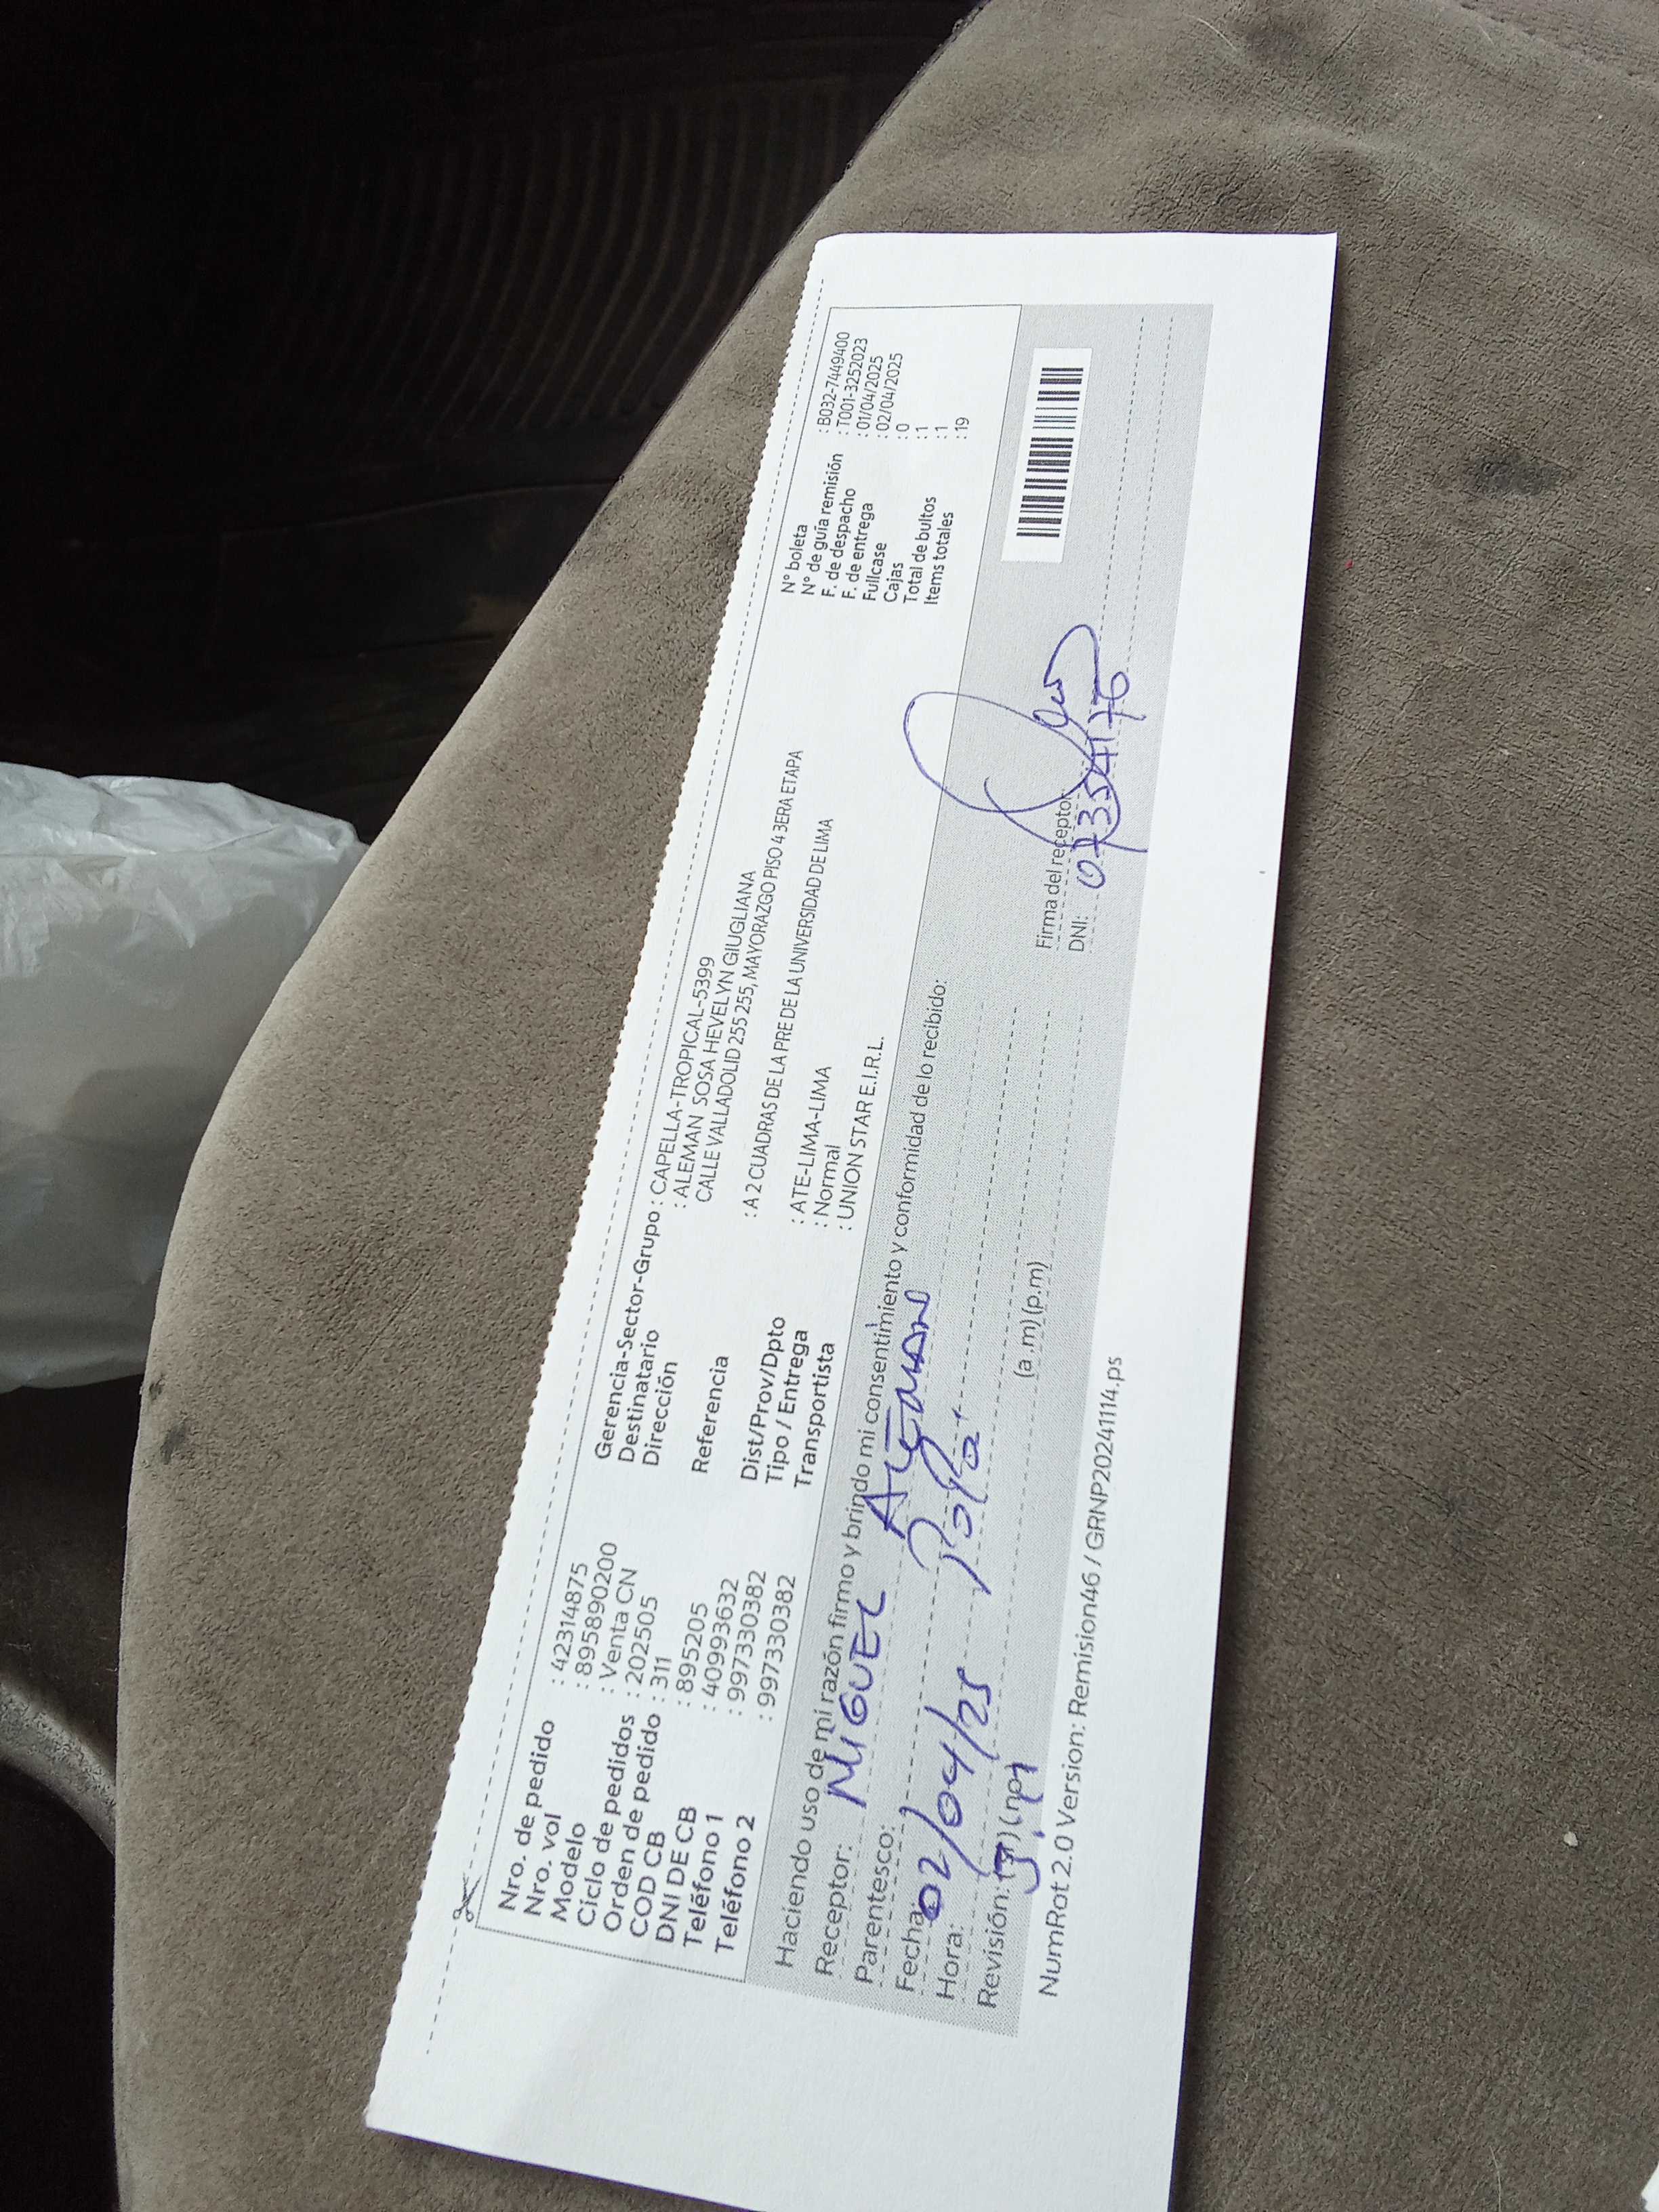 Nro. de pedido : 42314875
Nro. vol : 895890200
Modelo : Venta CN
Ciclo de pedidos : 202505
Orden de pedido : 311
COD CB : 895205
DNI DE CB : 40993632
Teléfono 1 : 997330382
Teléfono 2 : 997330382
Gerencia-Sector-Grupo : CAPELLA-TROPICAL-5399
Destinatario : ALEMAN SOSA HEVELYN GIUGLIANA
Dirección CALLE VALLADOLID 255 255, MAYORAZGO PISO 4 3ERA ETAPA
Referencia : A 2 CUADRAS DE LA PRE DE LA UNIVERSIDAD DE LIMA
Dist/Prov/Dpto : ATE-LIMA-LIMA
Tipo / Entrega : Normal
Transportista : UNION STAR E.I.R.L.
N° boleta : B032-7449400
N° de guía remisión : T001-3252023
F. de despacho : 01/04/2025
F. de entrega : 02/04/2025
Fullcase : 0
Cajas : 1
Total de bultos : 1
Items totales : 19
Haciendo uso de mi razón firmo y brindo mi consentimiento y conformidad de lo recibido:
Receptor: MIGUEL ALEMAN
Parentesco:
Fecha: 02/04/25
Hora: (a.m) (p.m)
Revisión:
Firma del receptor:
DNI: 07354175
NumRot 2.0 Version: Remision46 / GRNP20241114.ps